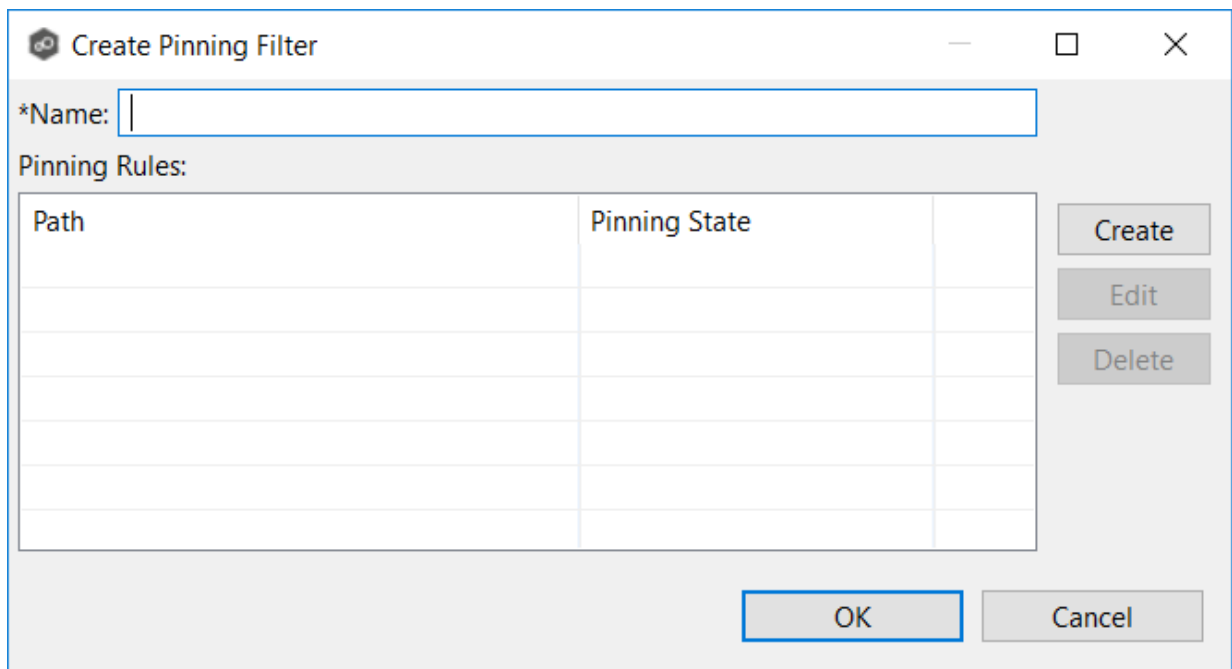 Create Pinning Filter
*Name:
Pinning Rules:
Path Pinning State
Create
Edit
Delete
OK Cancel